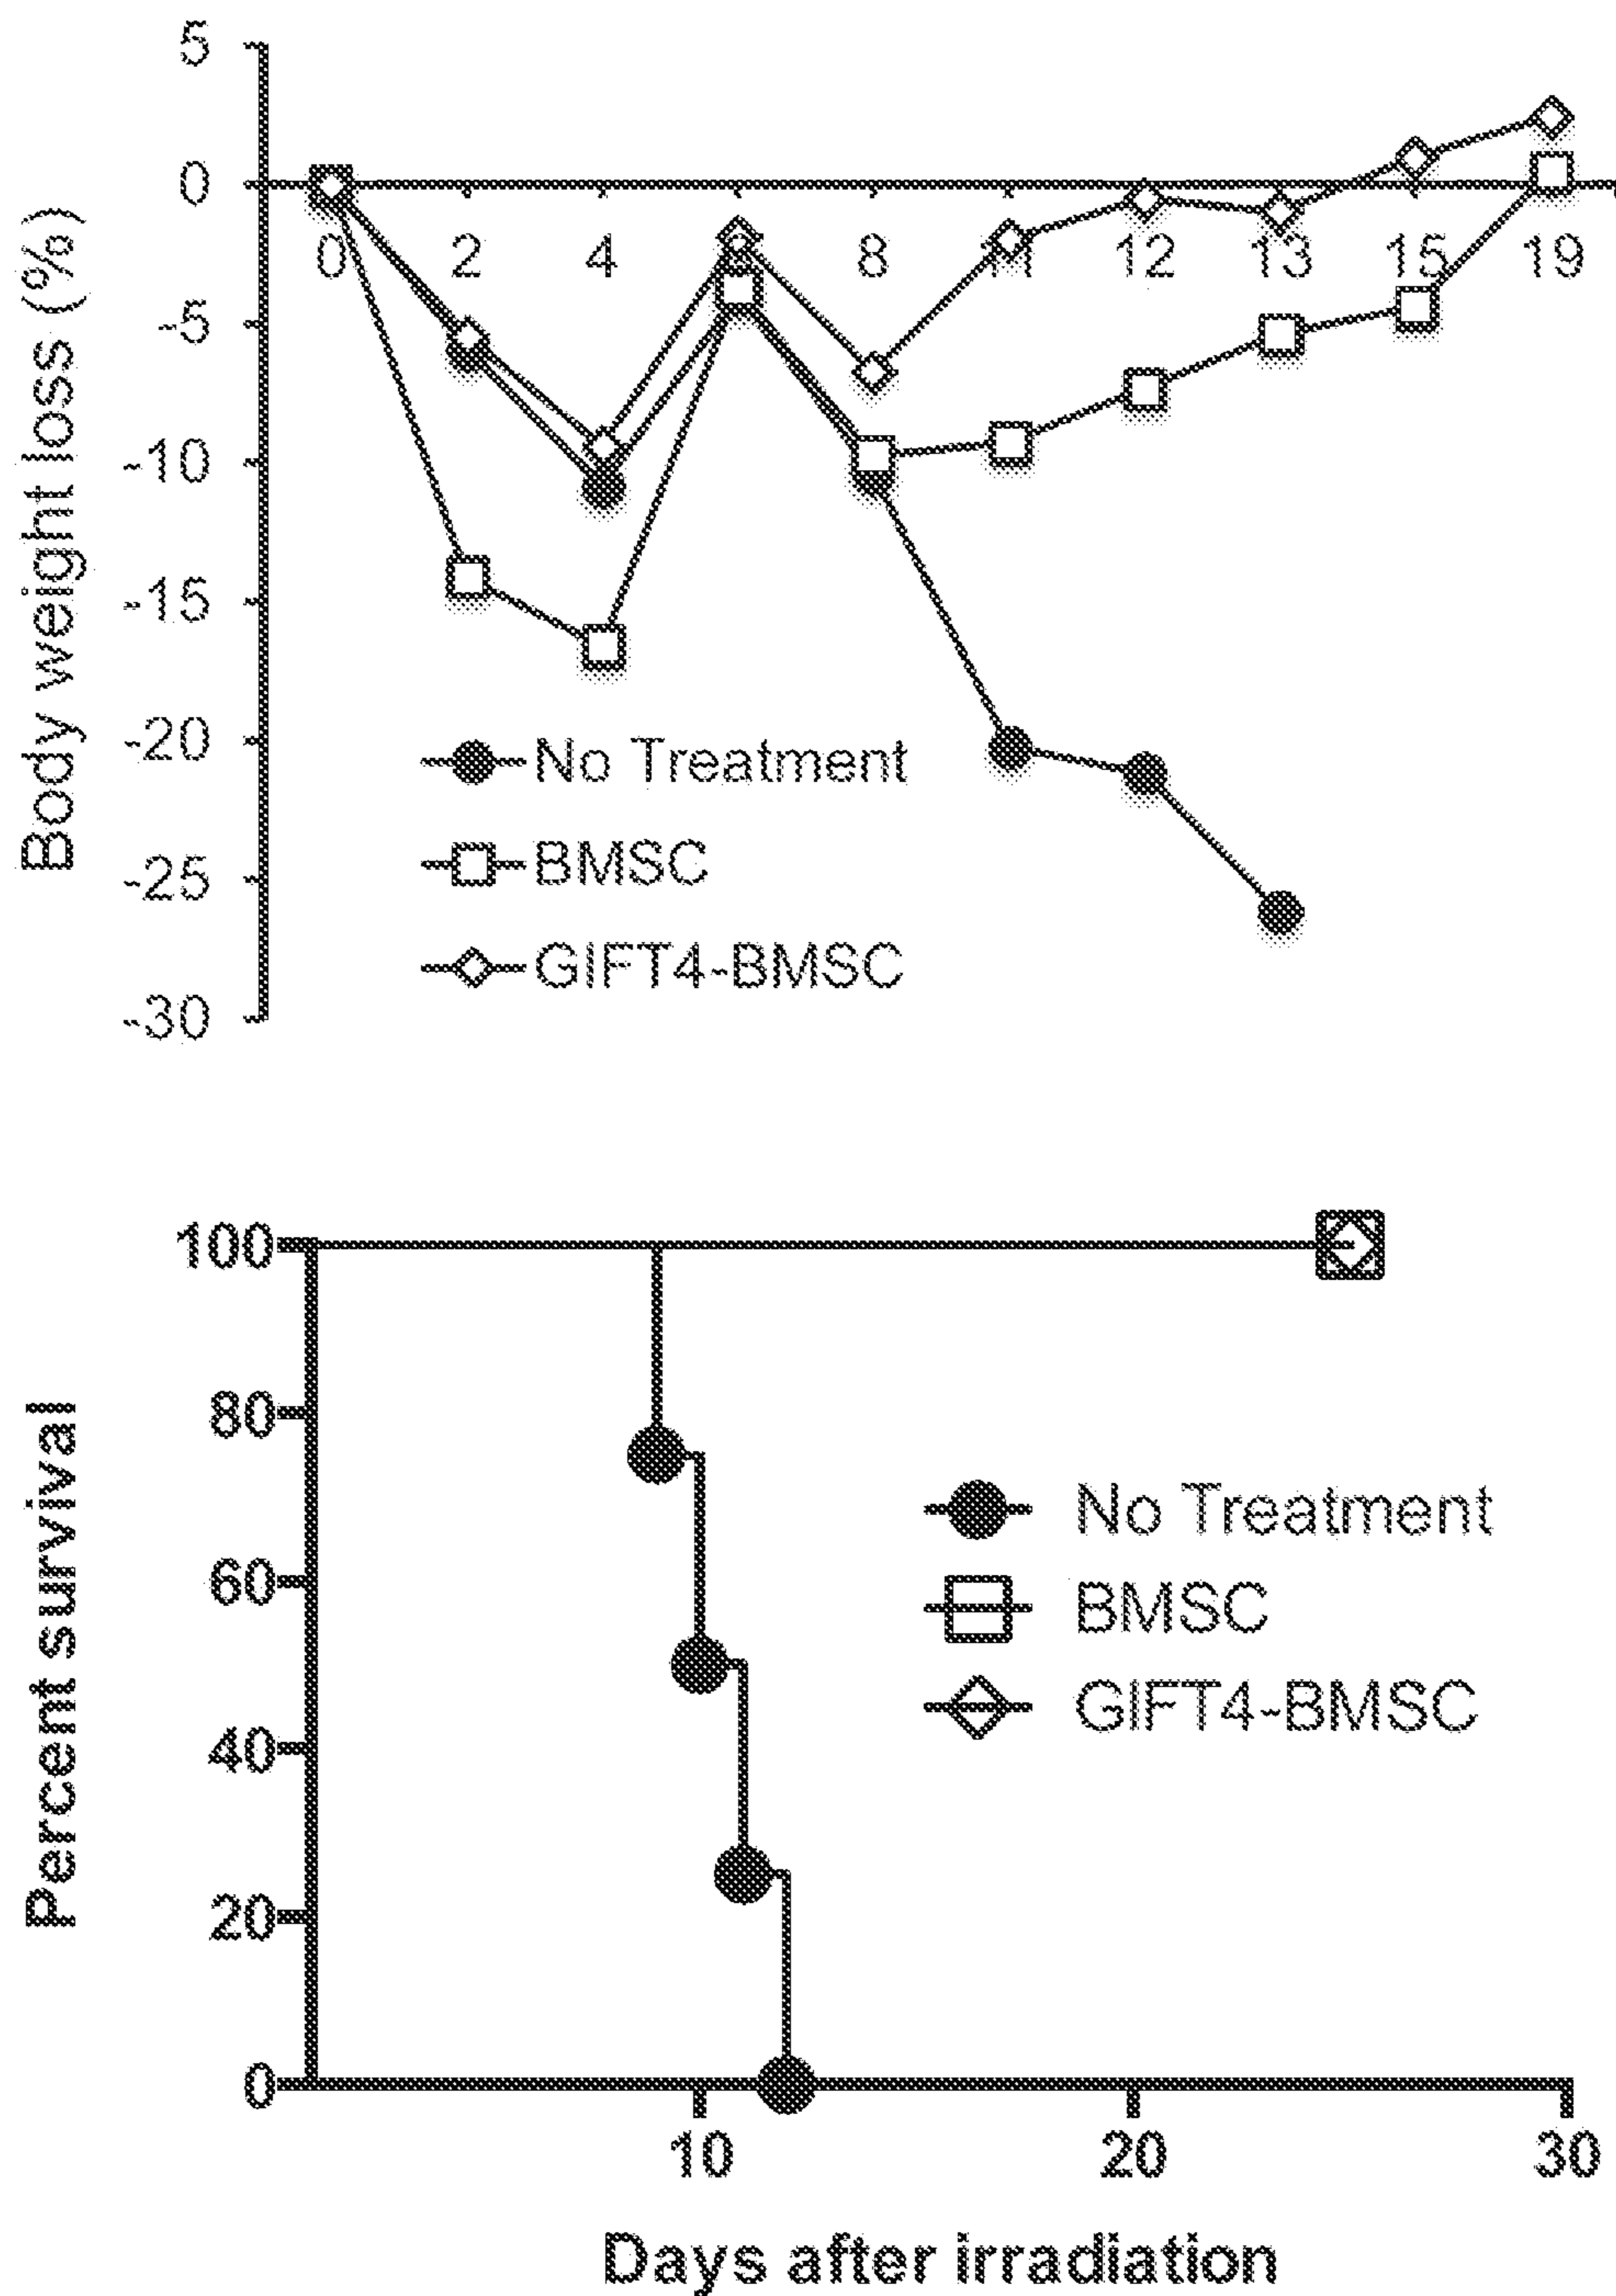 Body weight loss (%)
5
0
-5
-10
-15
-20
-25
-30
0 2 4 8 11 12 13 15 19
No Treatment
BMSC
GIFT4-BMSC
Percent survival
100
80
60
40
20
0
No Treatment
BMSC
GIFT4-BMSC
10 20 30
Days after irradiation